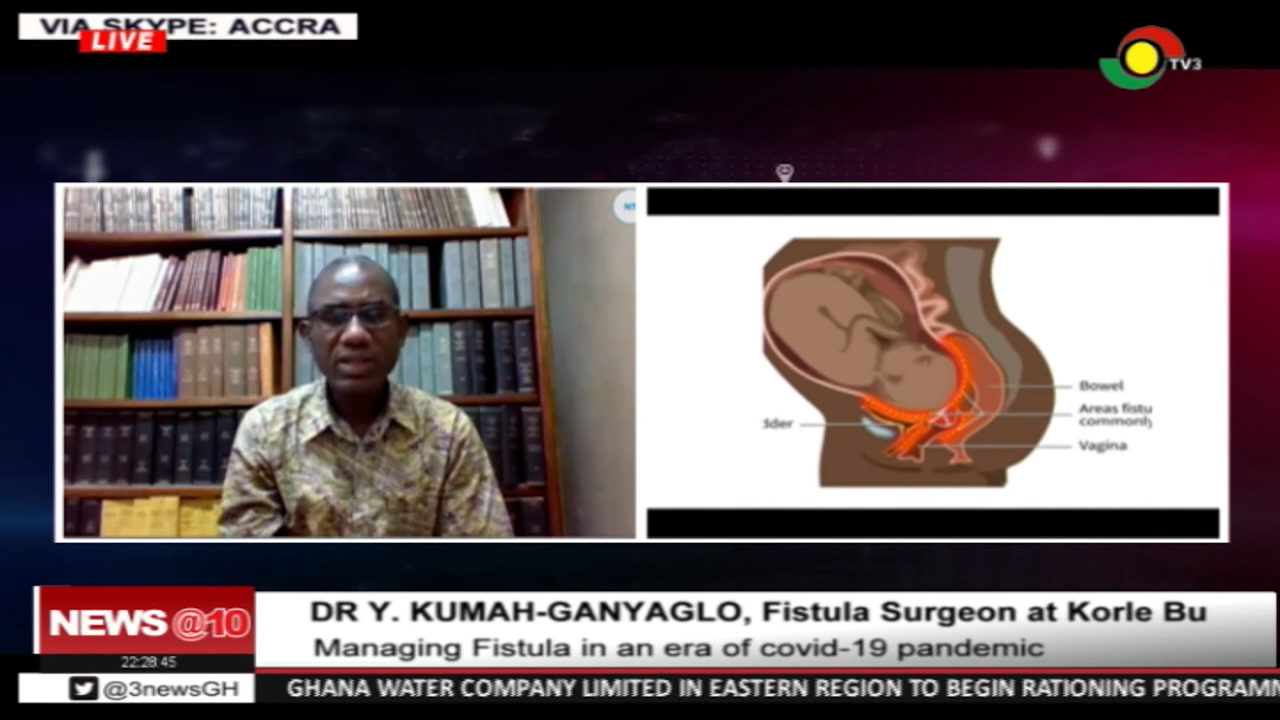 VIA SKYPE: ACCRA
LIVE
TV3
NT
Bowel
Areas fistu
commonly
dder
Vagina
DR Y. KUMAH-GANYAGLO, Fistula Surgeon at Korle Bu
NEWS @10
Managing Fistula in an era of covid-19 pandemic
22:28:45
@3newsGH
GHANA WATER COMPANY LIMITED IN EASTERN REGION TO BEGIN RATIONING PROGRAMM